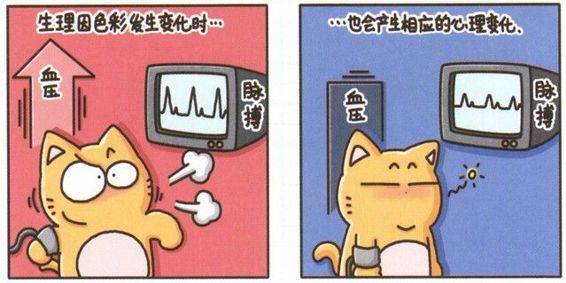 生理因色彩发生变化时…
血压
脉搏
…也会产生相应的心理变化.
血压
脉搏